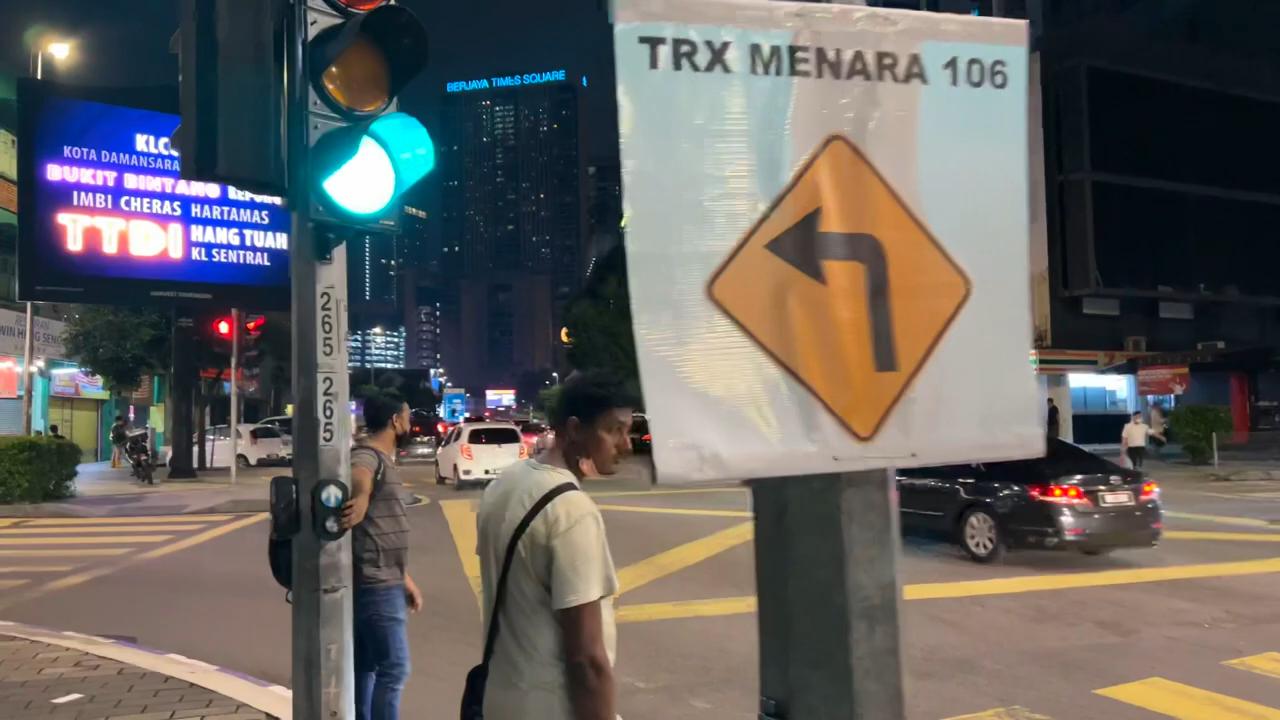 TRX MENARA 106
BERJAYA TIMES SQUARE
KLCC
KOTA DAMANSARA
BUKIT BINTANG KEPONG
IMBI CHERAS HARTAMAS
TTDI HANG TUAH
KL SENTRAL
265
265